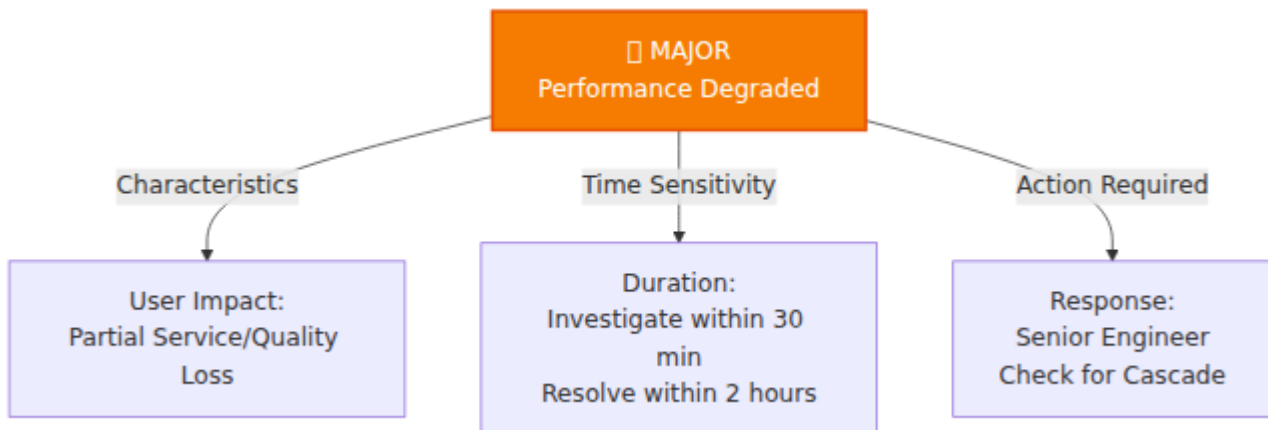 MAJOR
Performance Degraded
Characteristics
Time Sensitivity
Action Required
User Impact:
Partial Service/Quality
Loss
Duration:
Investigate within 30
min
Resolve within 2 hours
Response:
Senior Engineer
Check for Cascade